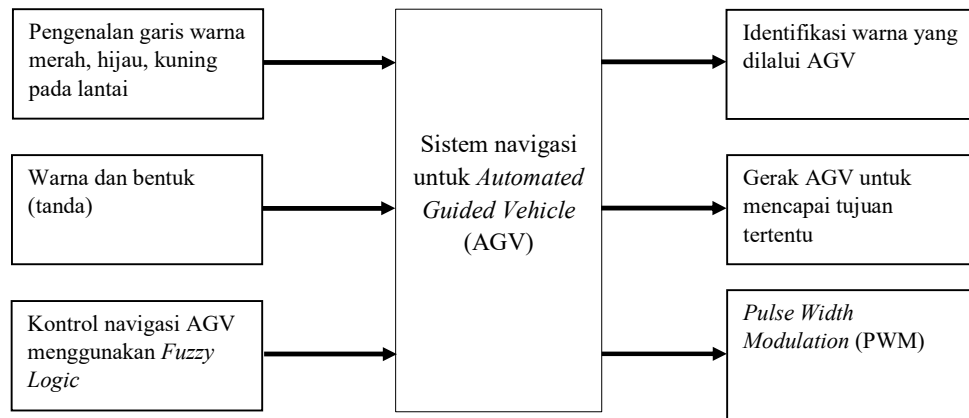 Pengenalan garis warna
merah, hijau, kuning
pada lantai
Warna dan bentuk
(tanda)
Kontrol navigasi AGV
menggunakan Fuzzy
Logic
Sistem navigasi
untuk Automated
Guided Vehicle
(AGV)
Identifikasi warna yang
dilalui AGV
Gerak AGV untuk
mencapai tujuan
tertentu
Pulse Width
Modulation (PWM)